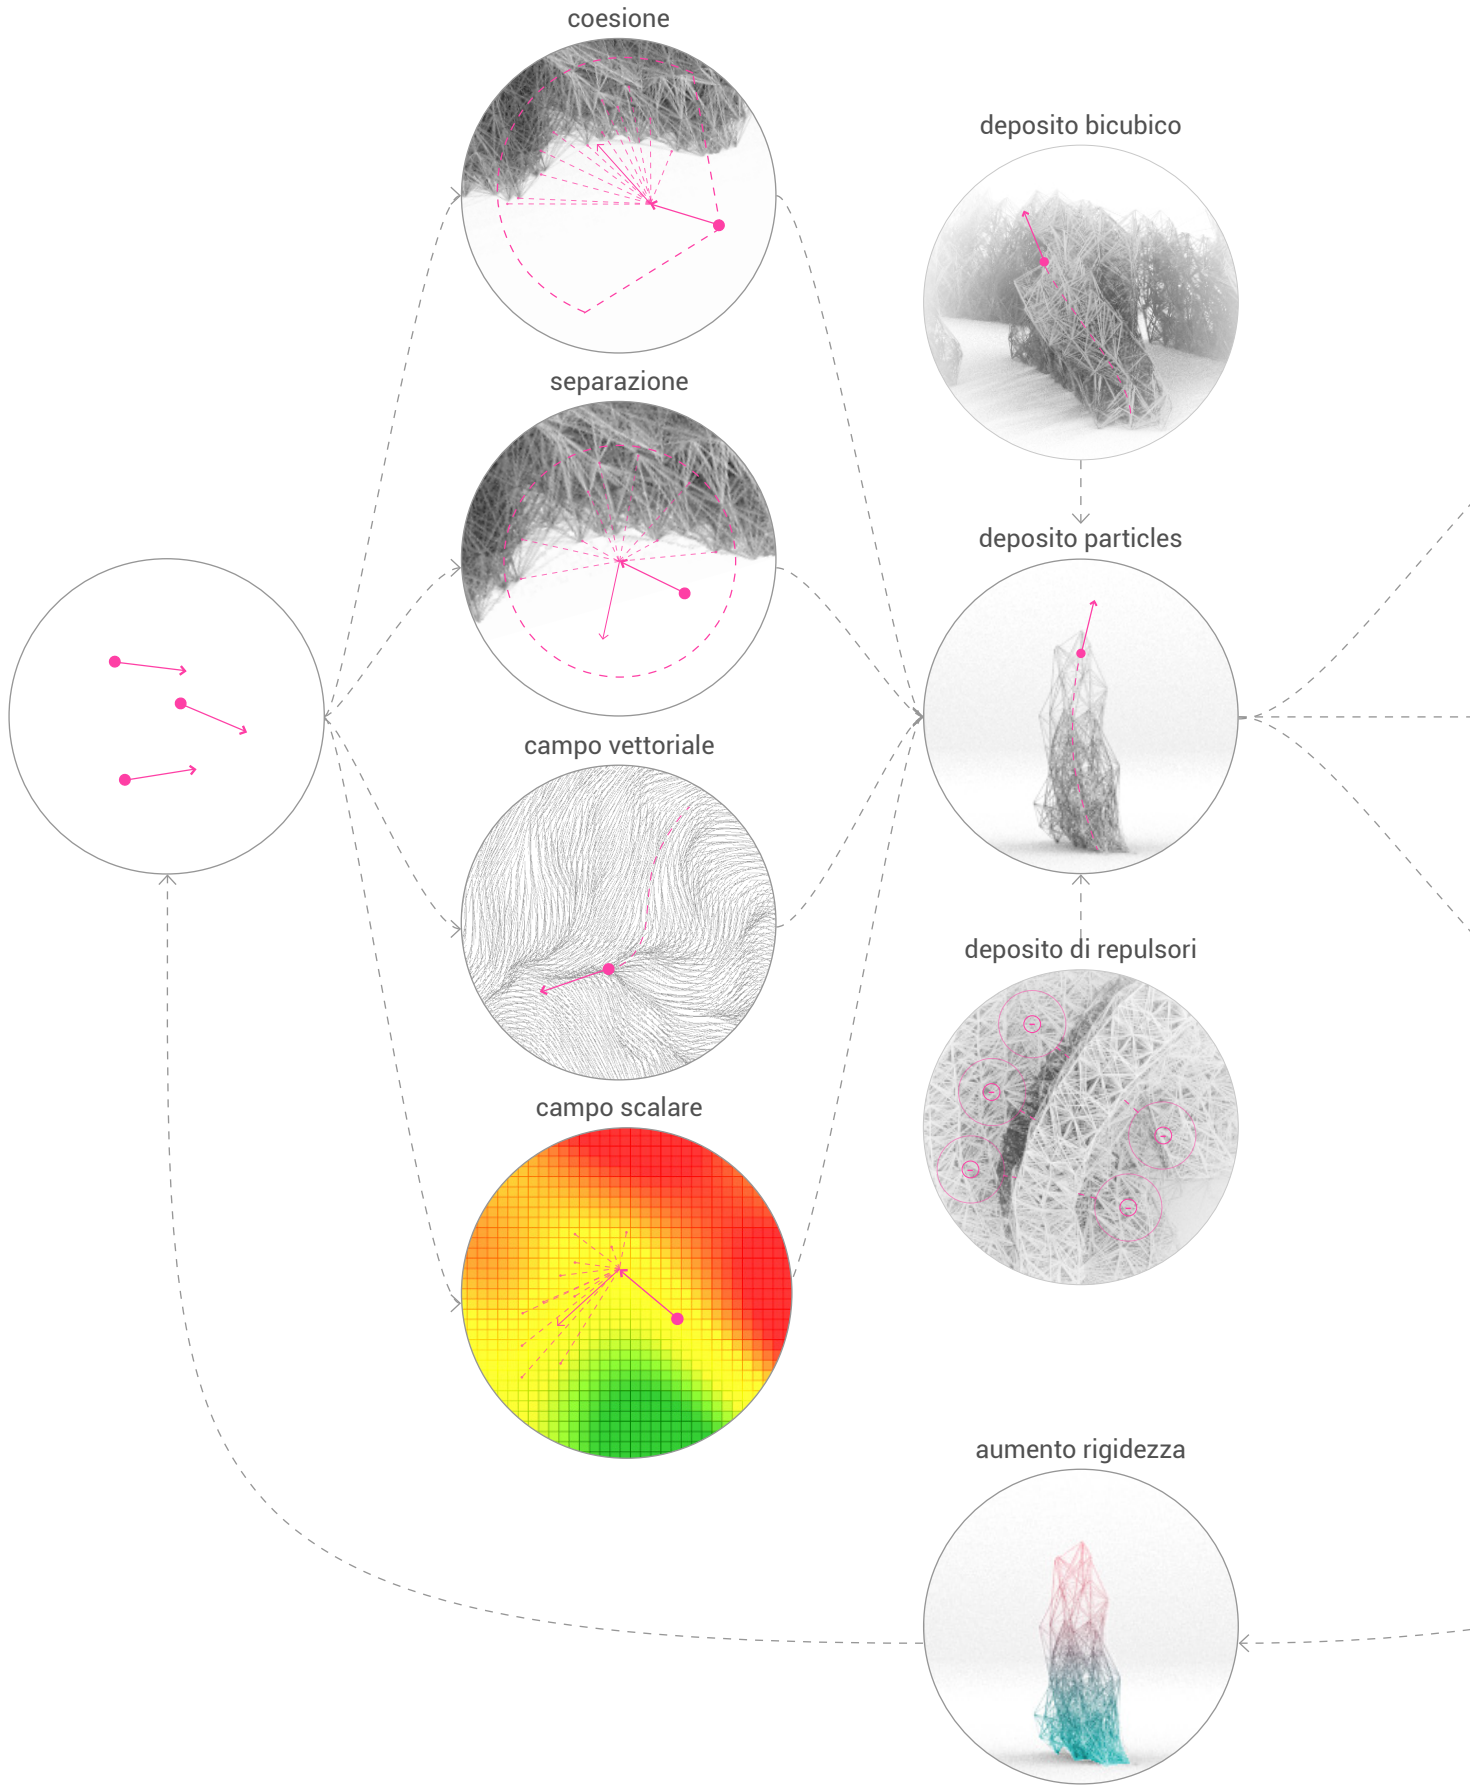 coesione
separazione
campo vettoriale
campo scalare
deposito bicubico
deposito particles
deposito di repulsori
aumento rigidezza